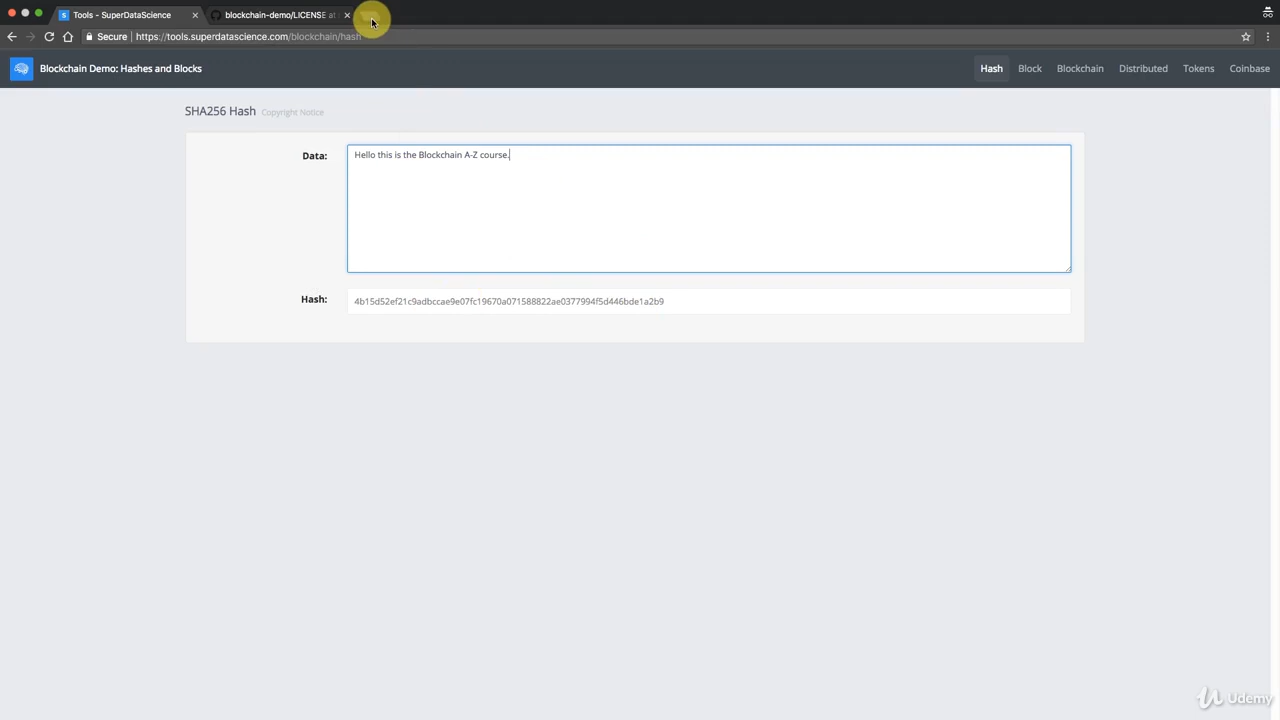 Tools - SuperDataScience
blockchain-demo/LICENSE at
Secure
https://tools.superdatascience.com/blockchain/hash
Blockchain Demo: Hashes and Blocks
Hash
Block
Blockchain
Distributed
Tokens
Coinbase
SHA256 Hash Copyright Notice
Data:
Hello this is the Blockchain A-Z course.
Hash:
4b15d52ef21c9adbccae9e07fc19670a071588822ae0377994f5d446bde1a2b9
Udemy